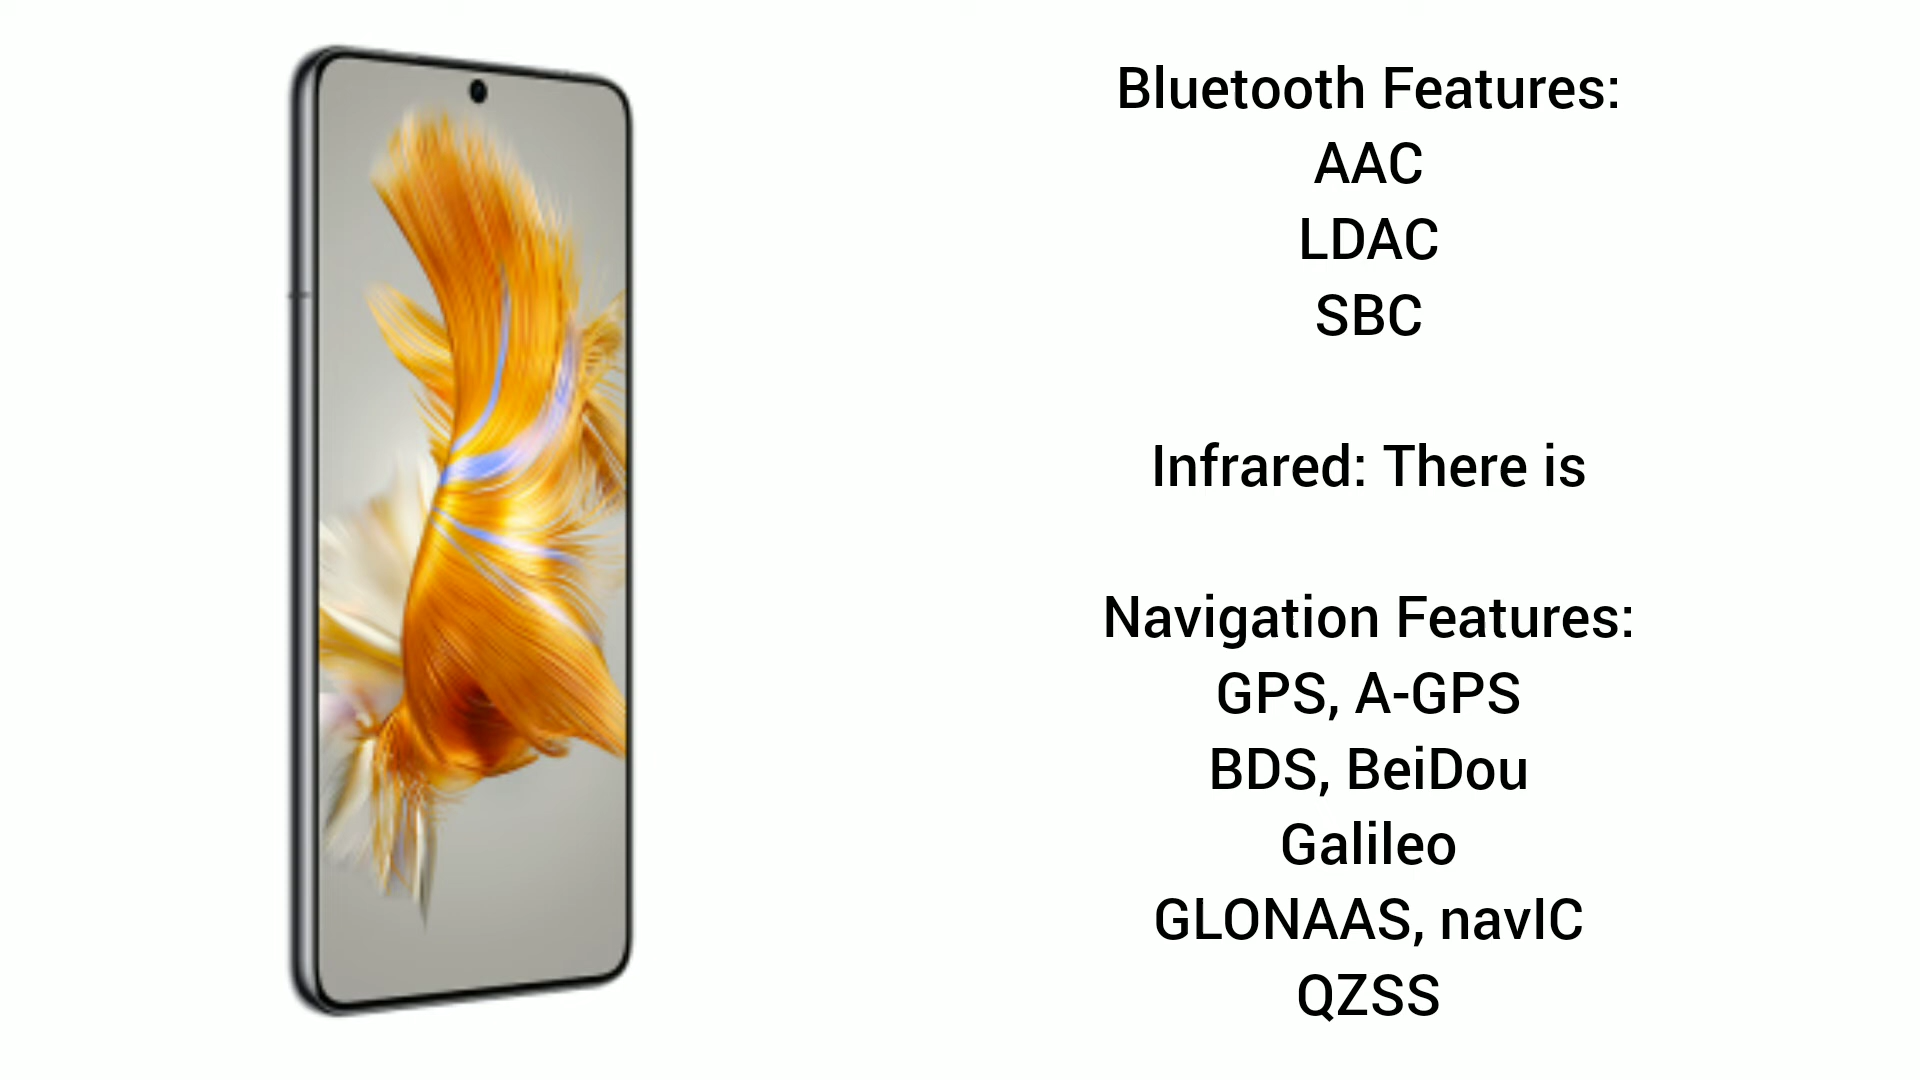 Bluetooth Features:
AAC
LDAC
SBC
Infrared: There is
Navigation Features:
GPS, A-GPS
BDS, BeiDou
Galileo
GLONAAS, navIC
QZSS